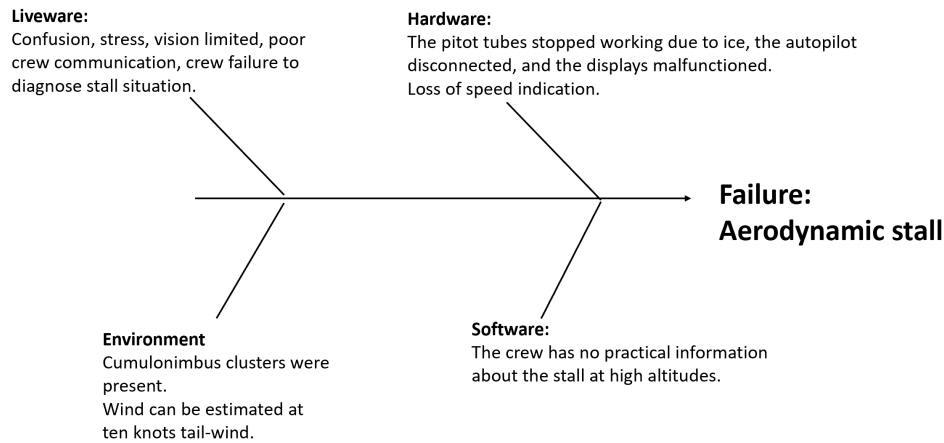 Liveware:
Confusion, stress, vision limited, poor
crew communication, crew failure to
diagnose stall situation.
Hardware:
The pitot tubes stopped working due to ice, the autopilot
disconnected, and the displays malfunctioned.
Loss of speed indication.
Failure:
Aerodynamic stall
Environment
Cumulonimbus clusters were
present.
Wind can be estimated at
ten knots tail-wind.
Software:
The crew has no practical information
about the stall at high altitudes.